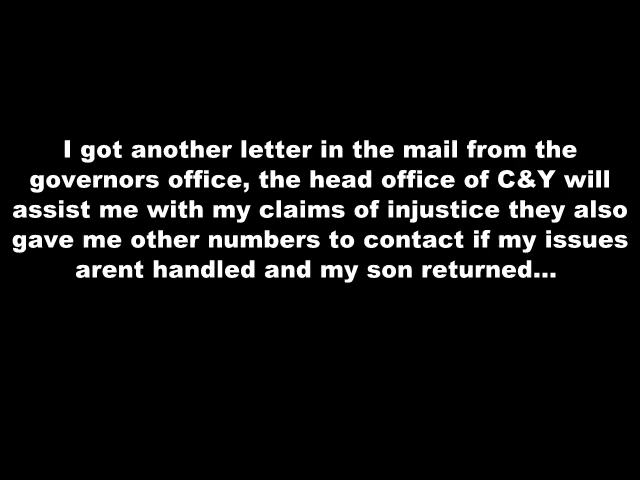 I got another letter in the mail from the
governors office, the head office of C&Y will
assist me with my claims of injustice they also
gave me other numbers to contact if my issues
arent handled and my son returned...